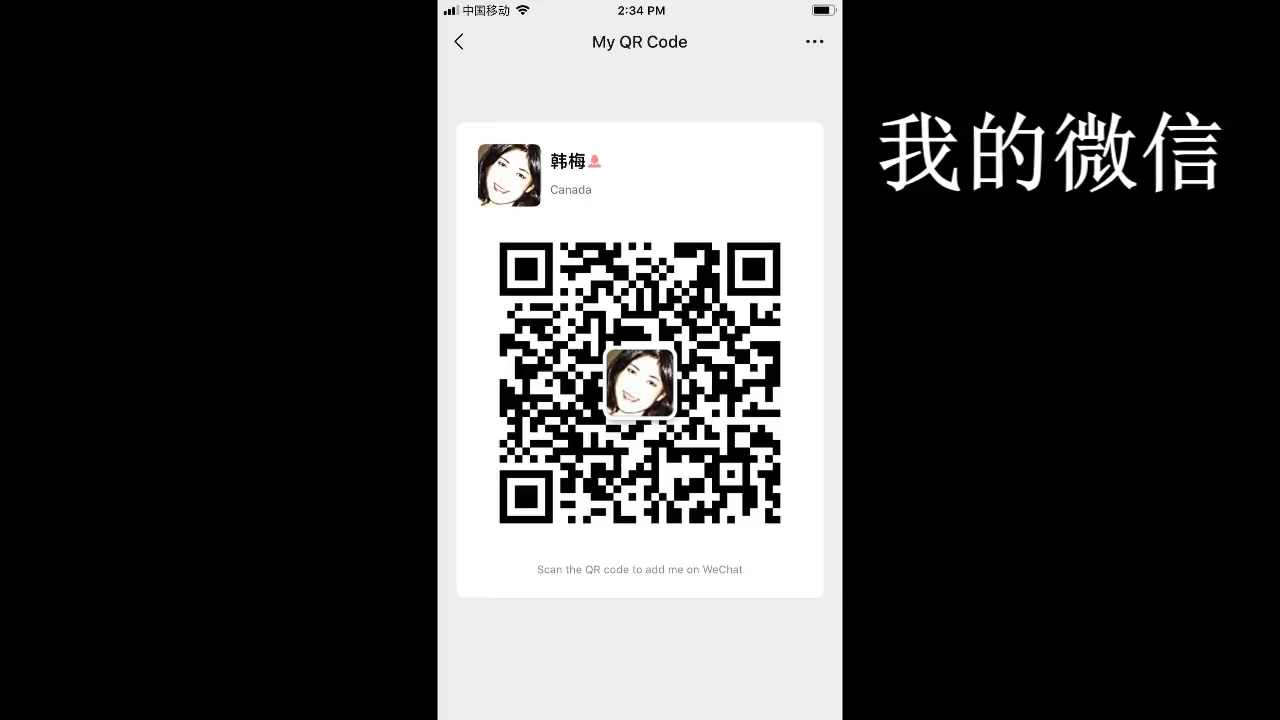 中国移动
2:34 PM
My QR Code
我的微信
韩梅
Canada
Scan the QR code to add me on WeChat